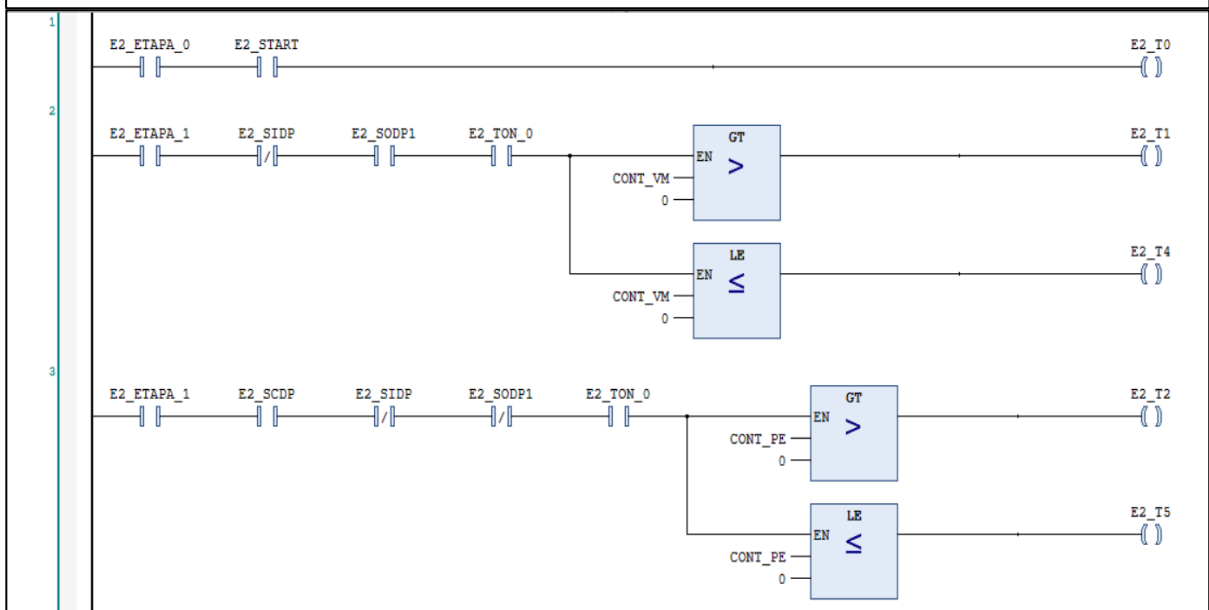 1
E2_ETAPA_0 E2_START E2_T0
2
E2_ETAPA_1 E2_SIDP E2_SODP1 E2_TON_0 GT E2_T1
EN >
CONT_VM
0
LE E2_T4
EN ≤
CONT_VM
0
3
E2_ETAPA_1 E2_SCDP E2_SIDP E2_SODP1 E2_TON_0 GT E2_T2
EN >
CONT_PE
0
LE E2_T5
EN ≤
CONT_PE
0